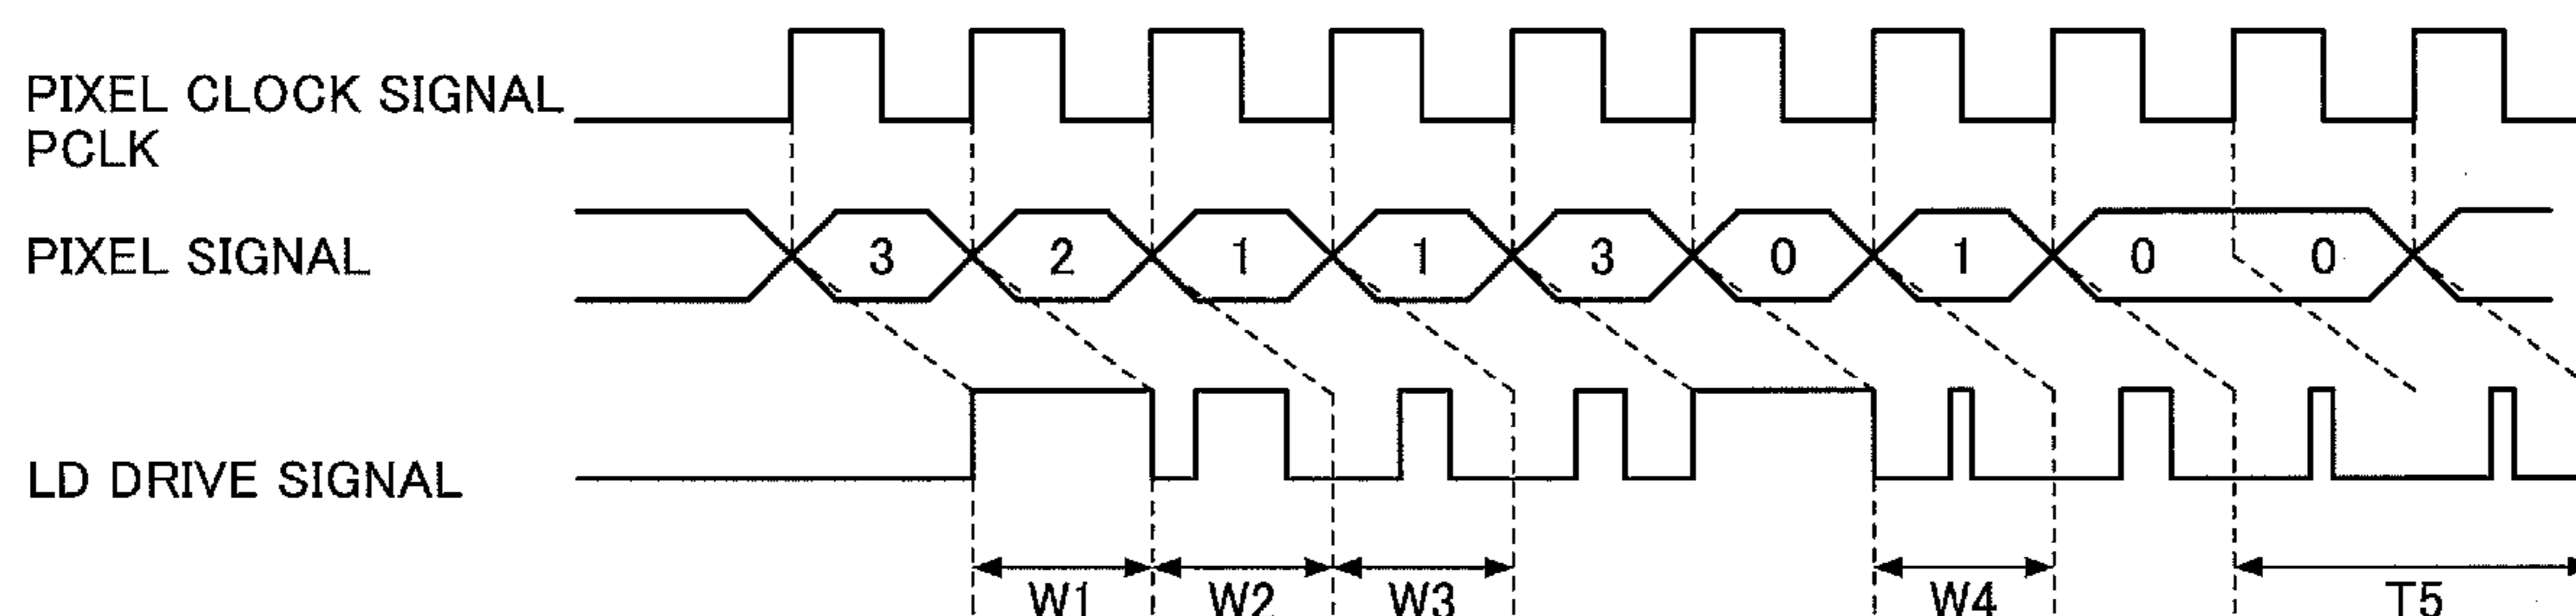 PIXEL CLOCK SIGNAL
PCLK
PIXEL SIGNAL
3 2 1 1 3 0 1 0 0
LD DRIVE SIGNAL
W1 W2 W3 W4 T5